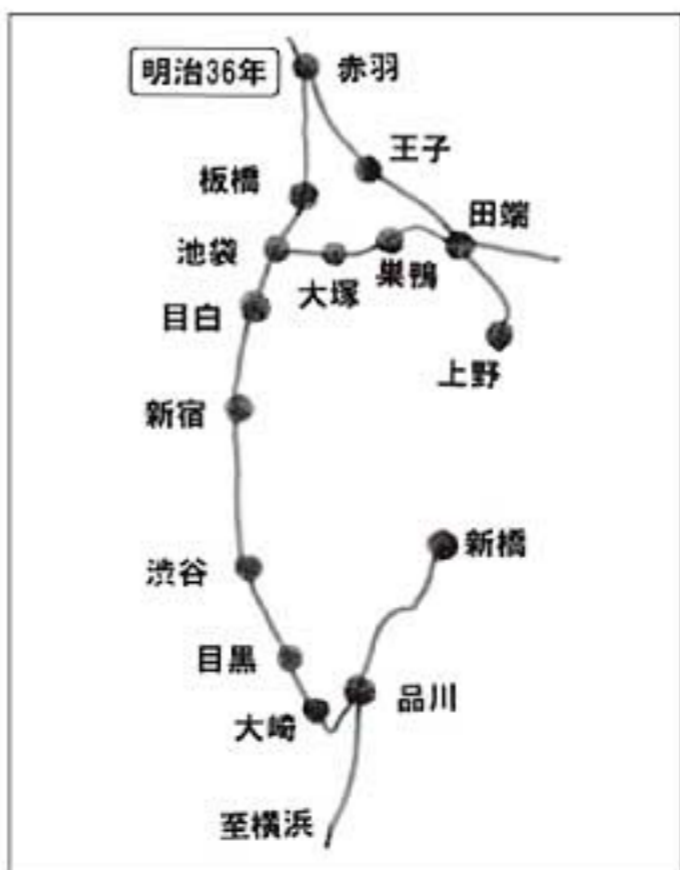 明治36年
赤羽
王子
板橋
田端
池袋
大塚
巣鴨
目白
上野
新宿
新橋
渋谷
目黒
大崎
品川
至横浜